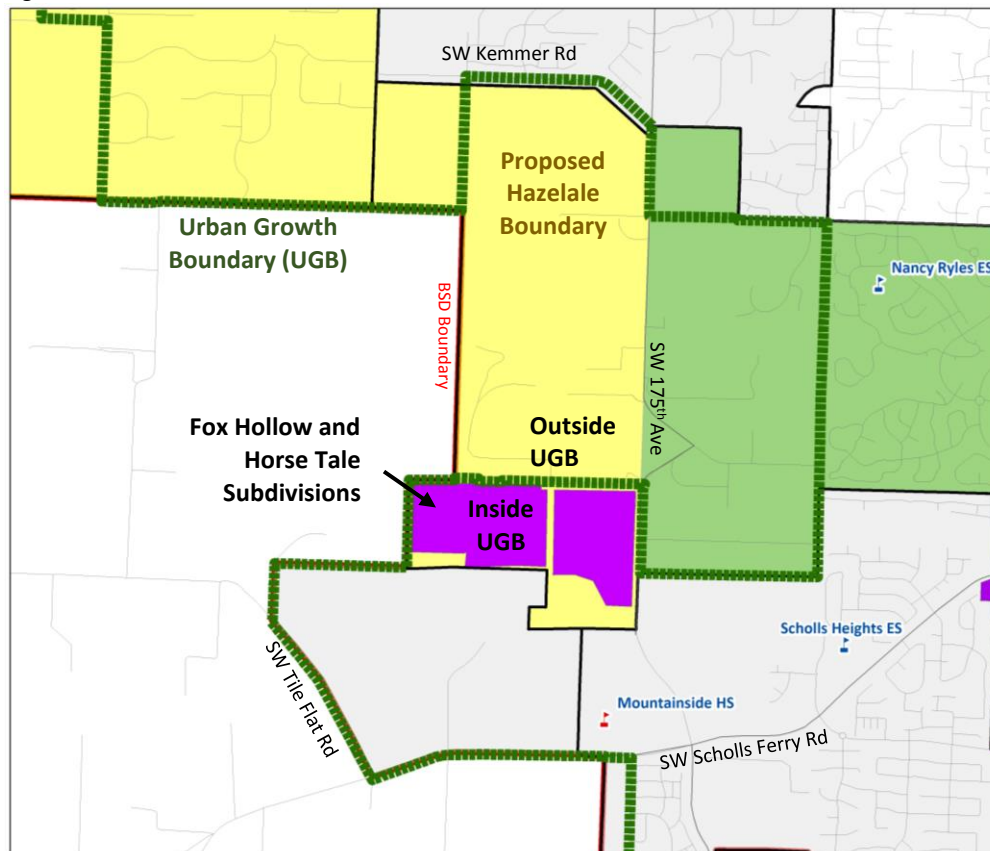 SW Kemmer Rd
Proposed
Hazelale
Boundary
Urban Growth
Boundary (UGB)
Nancy Ryles ES
BSD Boundary
SW 175th Ave
Fox Hollow and
Horse Tale
Subdivisions
Outside
UGB
Inside
UGB
Scholls Heights ES
SW Tile Flat Rd
Mountainside HS
SW Scholls Ferry Rd